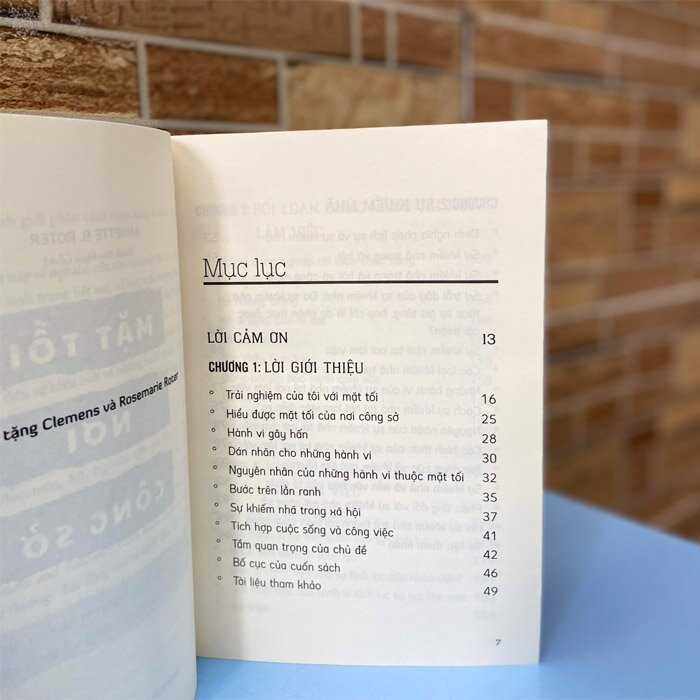 tặng Clemens và Rosemarie Roter
Mục lục
LỜI CẢM ƠN 13
CHƯƠNG 1: LỜI GIỚI THIỆU
° Trải nghiệm của tôi với mặt tối 16
° Hiểu được mặt tối của nơi công sở 25
° Hành vi gây hấn 28
° Dán nhãn cho những hành vi 30
° Nguyên nhân của những hành vi thuộc mặt tối 32
° Bước trên lằn ranh 35
° Sự khiếm nhã trong xã hội 37
° Tích hợp cuộc sống và công việc 41
° Tầm quan trọng của chủ đề 42
° Bố cục của cuốn sách 46
° Tài liệu tham khảo 49
7